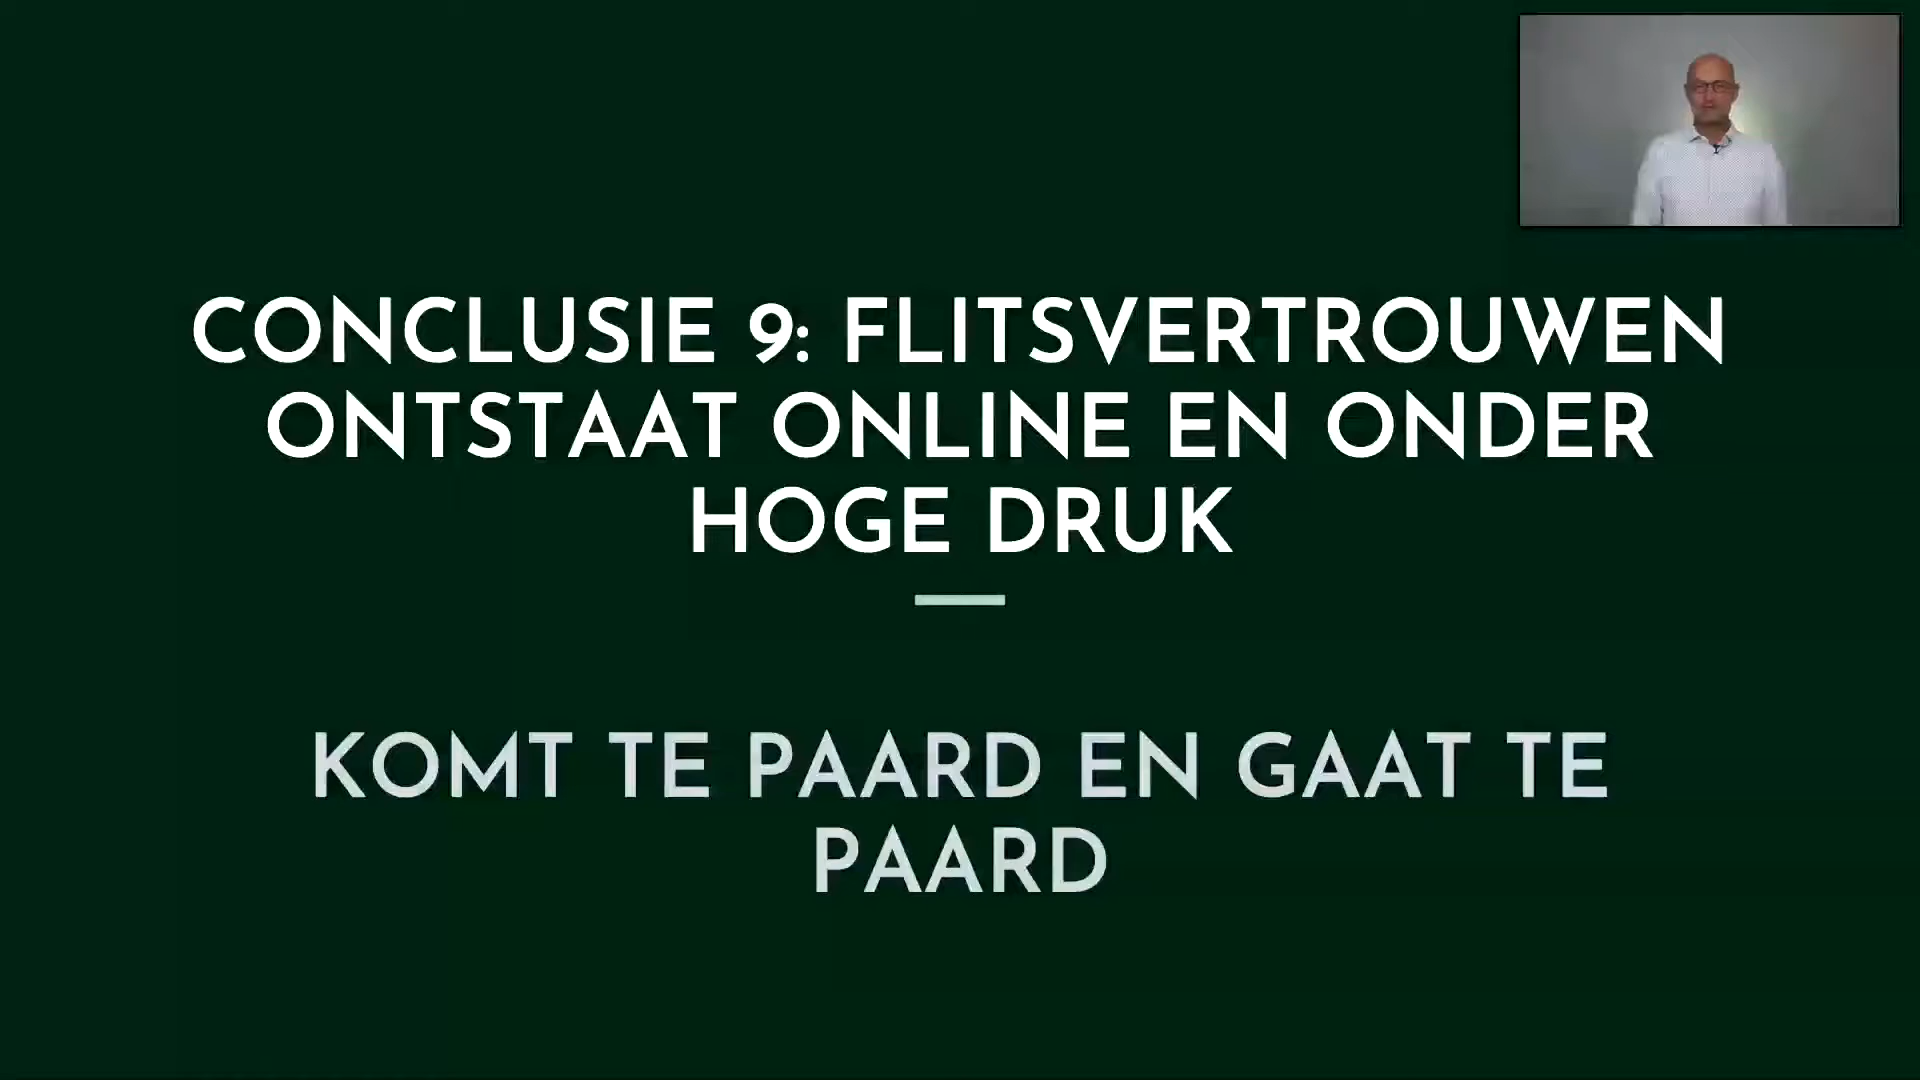 CONCLUSIE 9: FLITSVERTROUWEN
ONTSTAAT ONLINE EN ONDER
HOGE DRUK
KOMT TE PAARD EN GAAT TE
PAARD